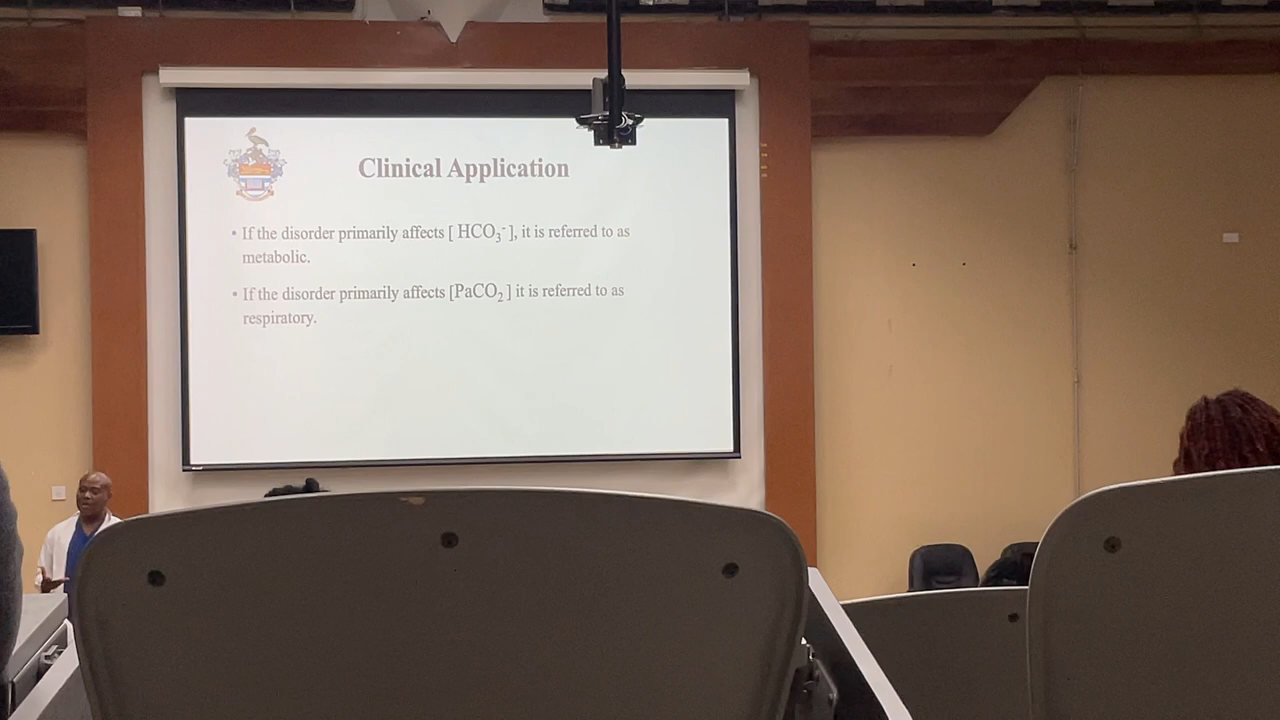 Clinical Application
• If the disorder primarily affects [ HCO₃⁻ ], it is referred to as
metabolic.
• If the disorder primarily affects [PaCO₂ ] it is referred to as
respiratory.